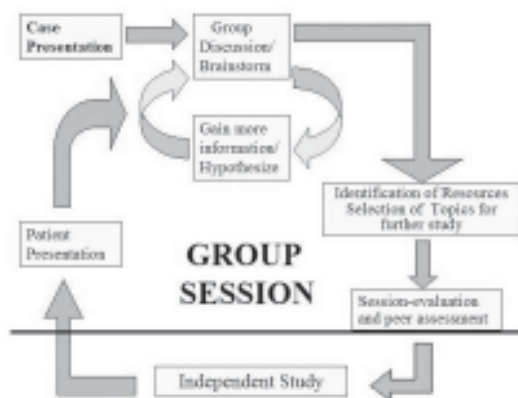 Case
Presentation
Group
Discussion/
Brainstorm
Gain more
information/
Hypothesize
Identification of Resources
Selection of Topics for
further study
Patient
Presentation
GROUP
SESSION
Session-evaluation
and peer assessment
Independent Study